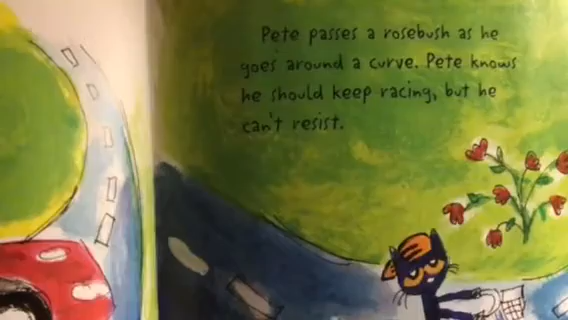 Pete passes a rosebush as he
goes around a curve. Pete knows
he should keep racing, but he
can't resist.